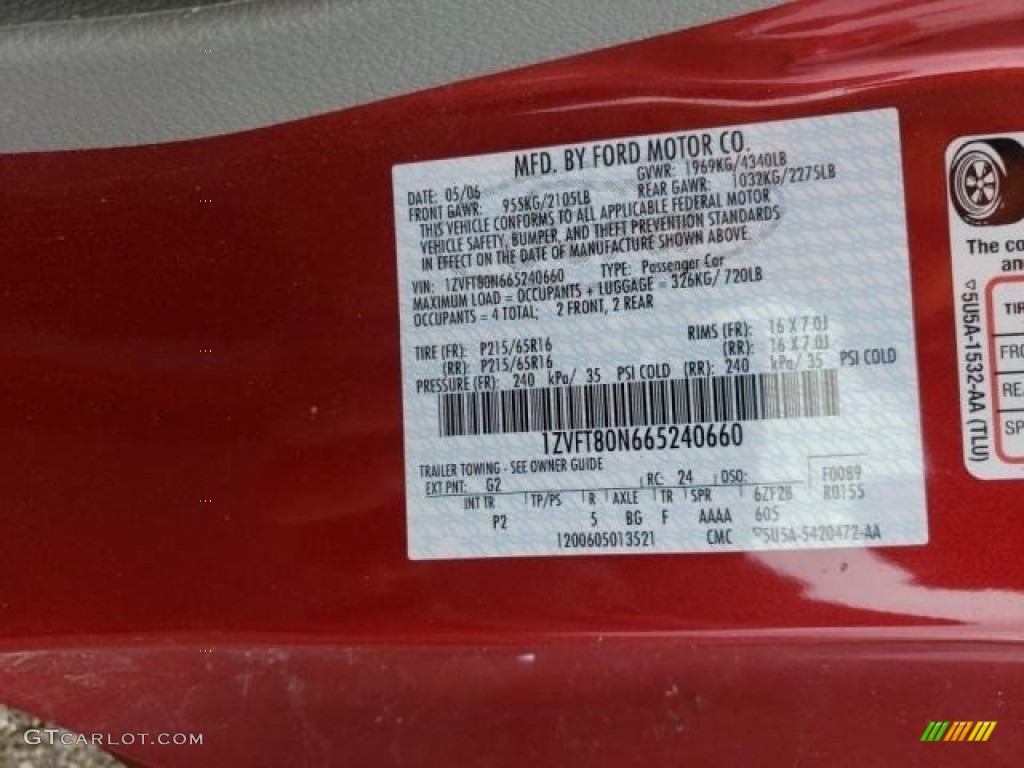 MFD. BY FORD MOTOR CO.
DATE: 05/06 GVWR: 1969KG/4340LB
FRONT GAWR: 955KG/2105LB REAR GAWR: 1032KG/2275LB
THIS VEHICLE CONFORMS TO ALL APPLICABLE FEDERAL MOTOR
VEHICLE SAFETY, BUMPER, AND THEFT PREVENTION STANDARDS
IN EFFECT ON THE DATE OF MANUFACTURE SHOWN ABOVE.
VIN: 1ZVFT80N665240660 TYPE: Passenger Car
MAXIMUM LOAD = OCCUPANTS + LUGGAGE = 326KG/ 720LB
OCCUPANTS = 4 TOTAL; 2 FRONT, 2 REAR
TIRE (FR): P215/65R16 RIMS (FR): 16 X 7.0J
(RR): P215/65R16 (RR): 16 X 7.0J
PRESSURE (FR): 240 kPa/ 35 PSI COLD (RR): 240 kPa/ 35 PSI COLD
1ZVFT80N665240660
TRAILER TOWING - SEE OWNER GUIDE
EXT PNT: G2 RC: 24 DSO: F0089
INT TR TP/PS R AXLE TR SPR 6ZF2B R0155
P2 5 BG F AAAA 605
1200605013521 CMC ▽5U5A-5420472-AA
The co
an
▽5U5A-1532-AA (TLU)
TIR
FRO
REA
SP
GTCARLOT.COM